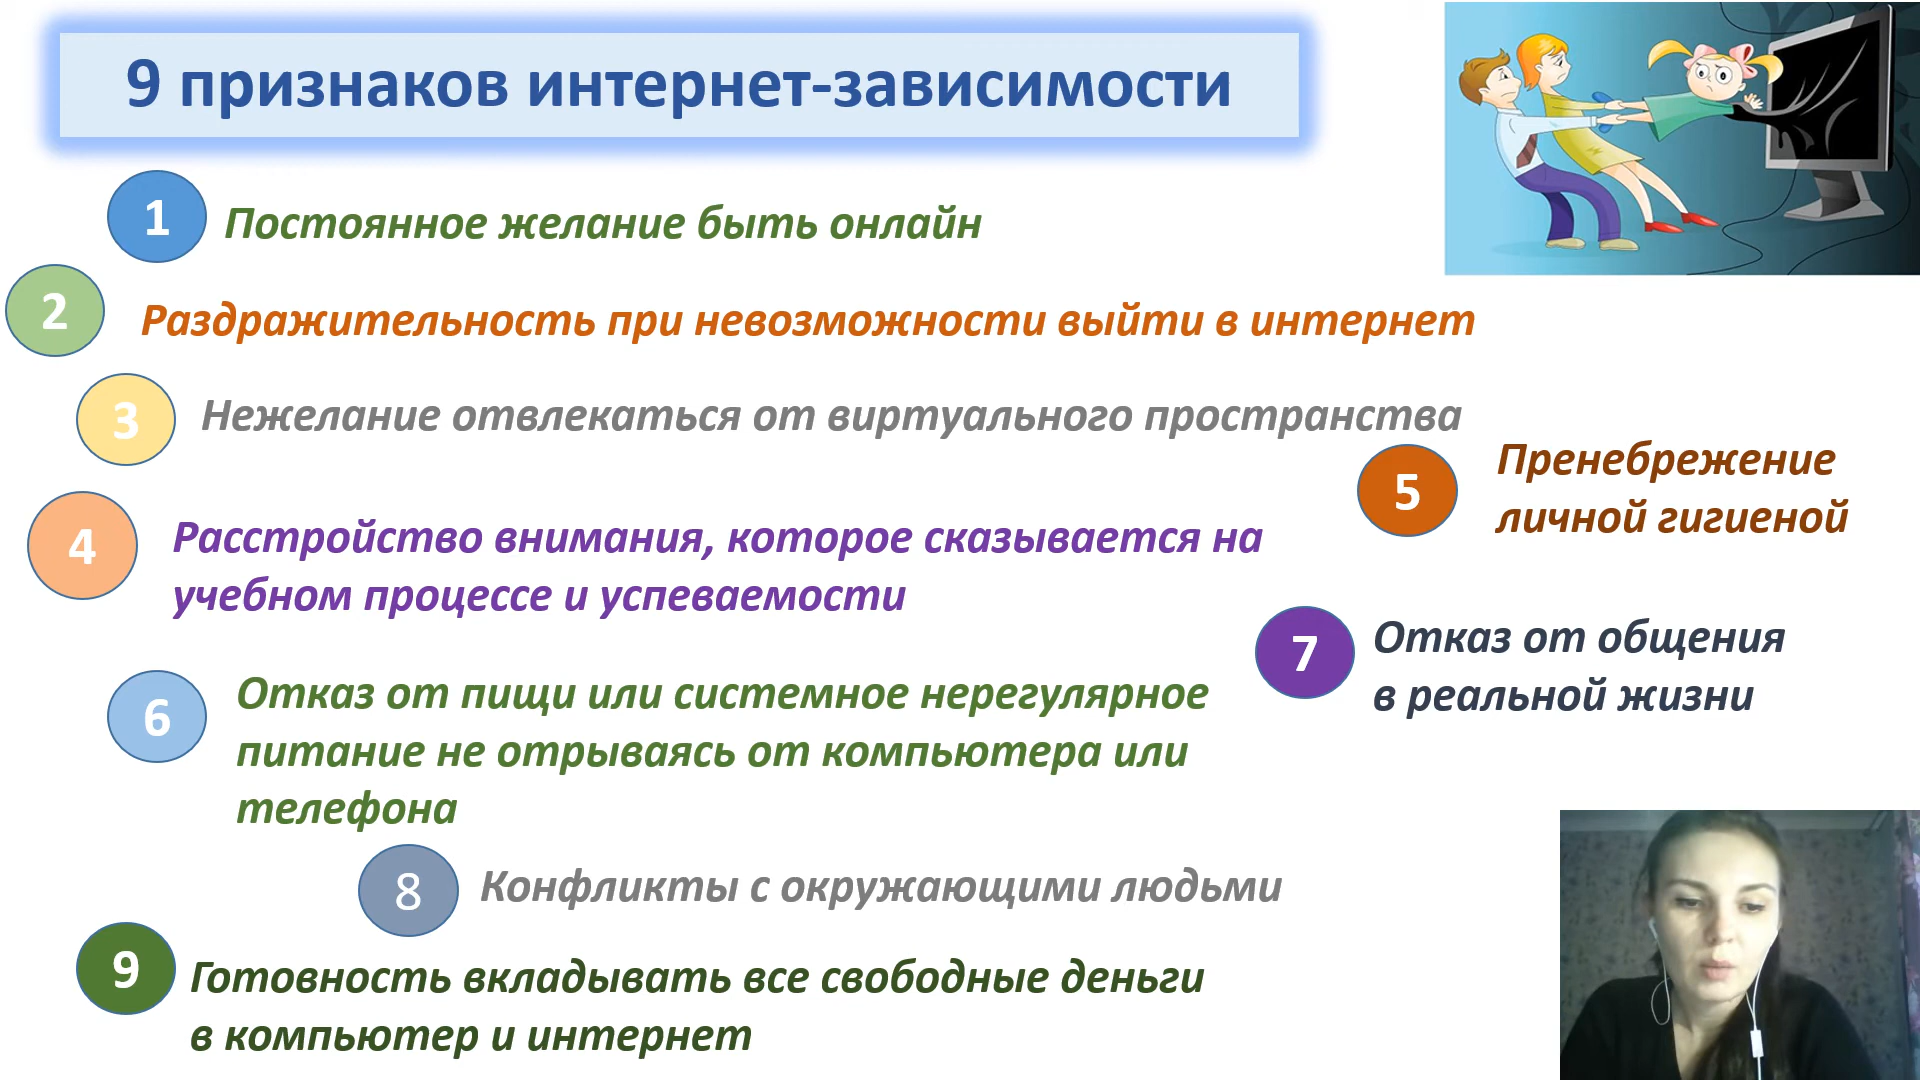 9 признаков интернет-зависимости
1
Постоянное желание быть онлайн
2
Раздражительность при невозможности выйти в интернет
3
Нежелание отвлекаться от виртуального пространства
4
Расстройство внимания, которое сказывается на
учебном процессе и успеваемости
5
Пренебрежение
личной гигиеной
6
Отказ от пищи или системное нерегулярное
питание не отрываясь от компьютера или
телефона
7
Отказ от общения
в реальной жизни
8
Конфликты с окружающими людьми
9
Готовность вкладывать все свободные деньги
в компьютер и интернет